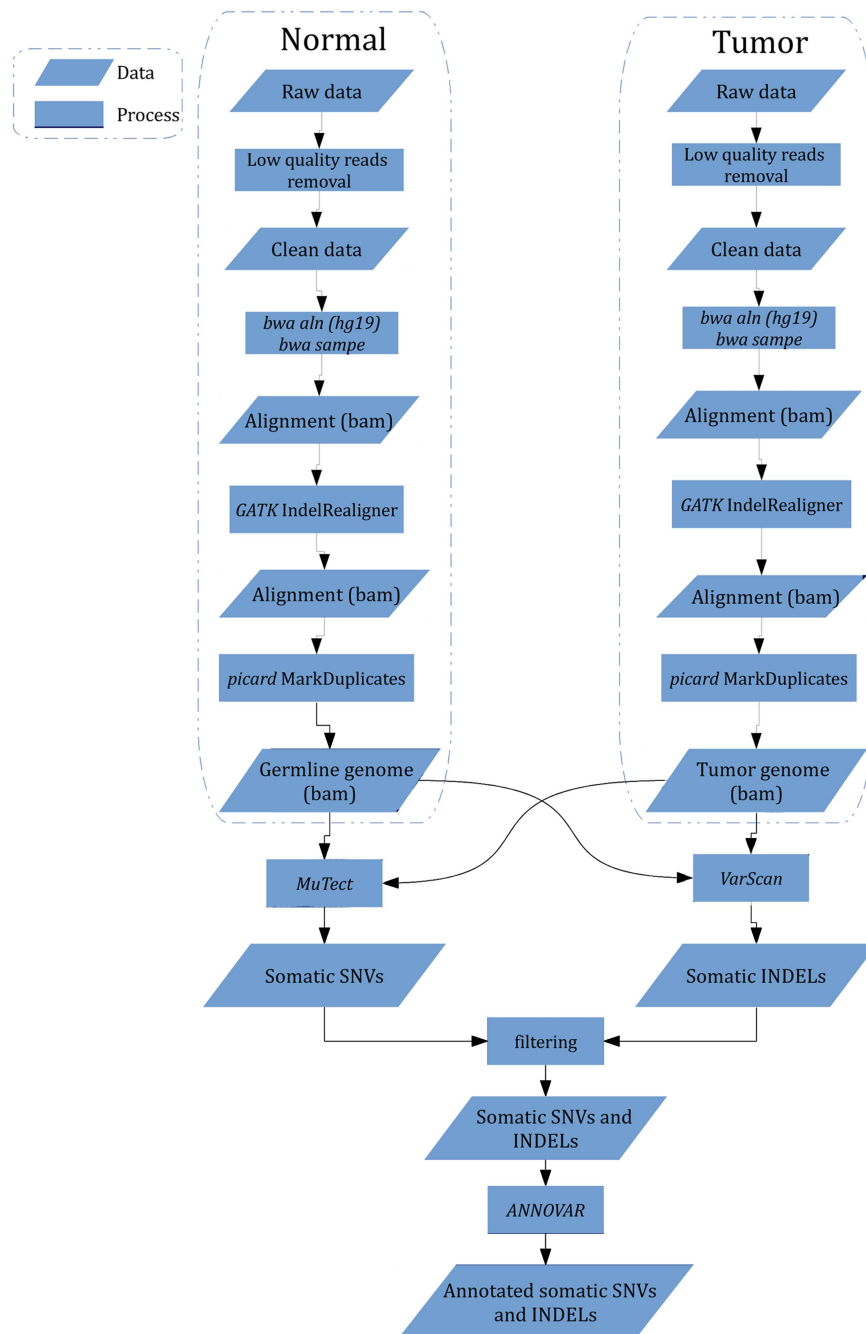 Normal
Tumor
Data
Process
Raw data
Low quality reads
removal
Clean data
bwa aln (hg19)
bwa sampe
Alignment (bam)
GATK IndelRealigner
Alignment (bam)
picard MarkDuplicates
Germline genome
(bam)
Raw data
Low quality reads
removal
Clean data
bwa aln (hg19)
bwa sampe
Alignment (bam)
GATK IndelRealigner
Alignment (bam)
picard MarkDuplicates
Tumor genome
(bam)
MuTect
VarScan
Somatic SNVs
Somatic INDELs
filtering
Somatic SNVs and
INDELs
ANNOVAR
Annotated somatic SNVs
and INDELs